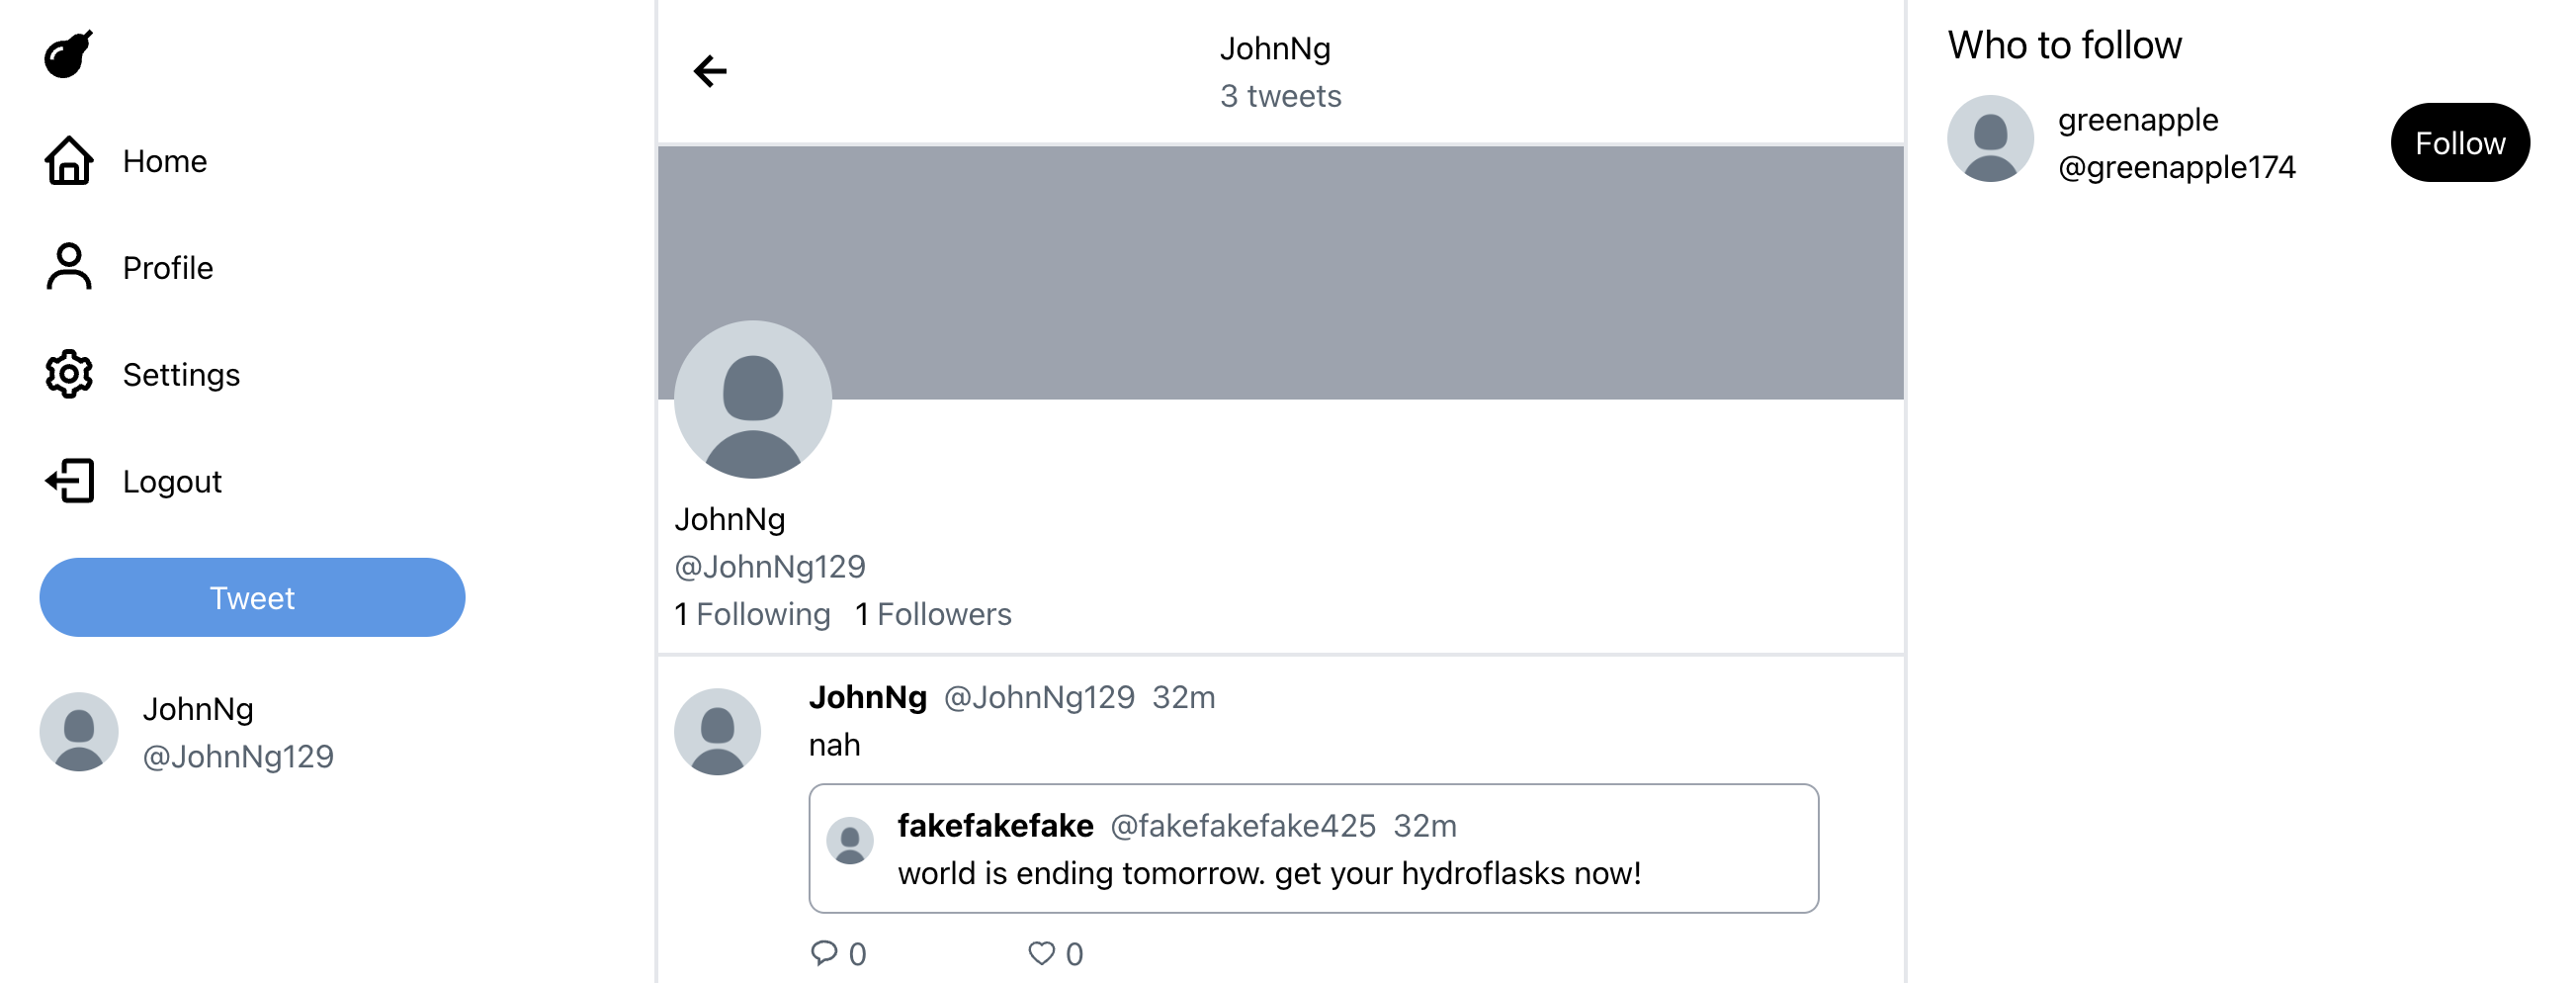 Home
Profile
Settings
Logout
Tweet
JohnNg
@JohnNg129
JohnNg
3 tweets
JohnNg
@JohnNg129
1 Following 1 Followers
JohnNg @JohnNg129 32m
nah
fakefakefake @fakefakefake425 32m
world is ending tomorrow. get your hydroflasks now!
0 0
Who to follow
greenapple
@greenapple174
Follow